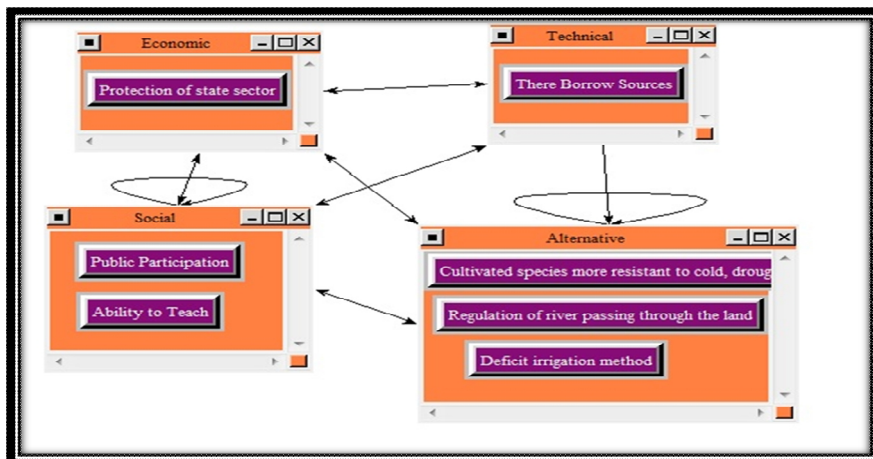 Economic
Protection of state sector
Technical
There Borrow Sources
Social
Public Participation
Ability to Teach
Alternative
Cultivated species more resistant to cold, droug
Regulation of river passing through the land
Deficit irrigation method